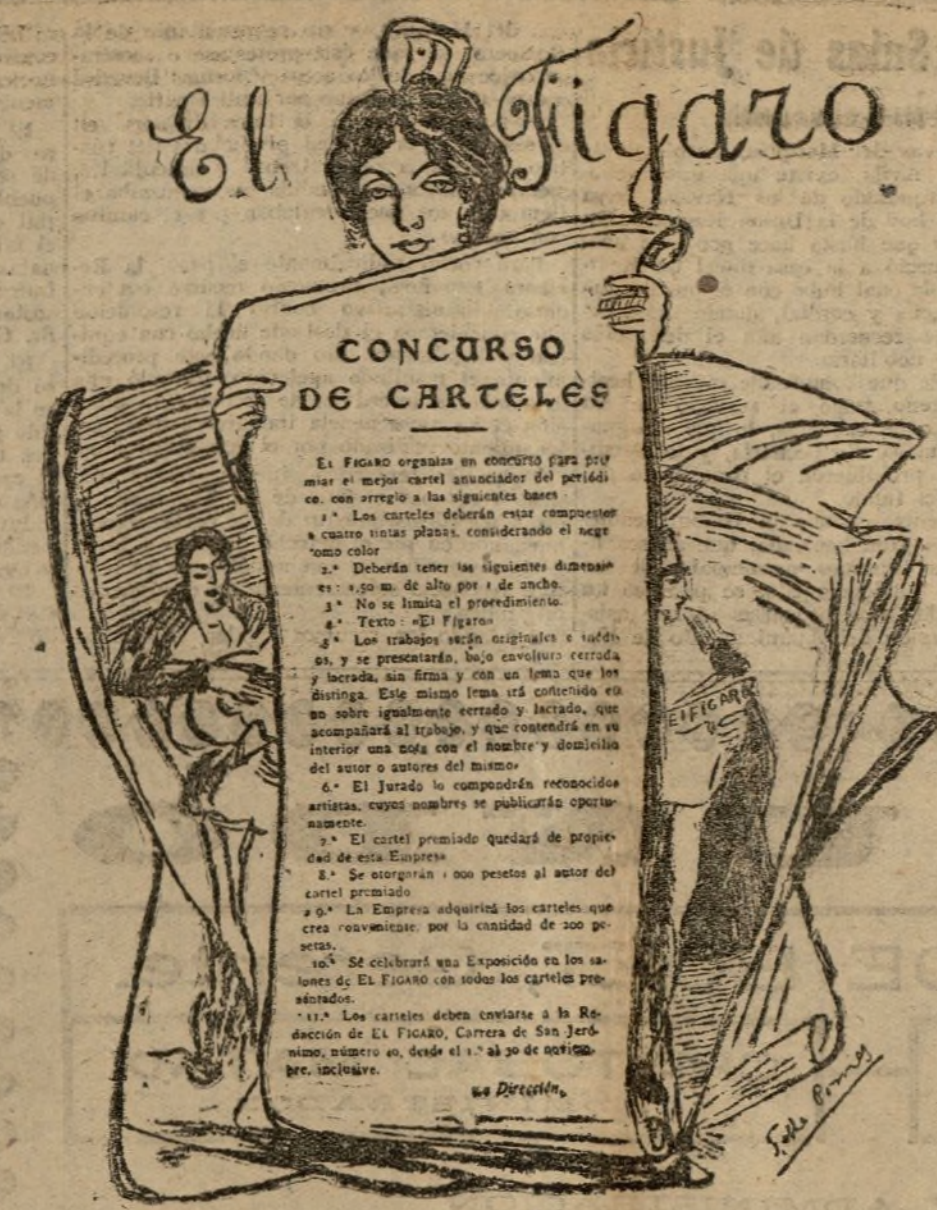 El Figaro
CONCURSO
DE CARTELES
EL FIGARO organiza un concurso para pre
miar el mejor cartel anunciador del periódi
co, con arreglo a las siguientes bases
1.ª Los carteles deberán estar compuestos
a cuatro tintas planas, considerando el negr
como color
2.ª Deberán tener las siguientes dimensio
es: 1,50 m. de alto por 1 de ancho.
3.ª No se limita el procedimiento.
4.ª Texto: «El Fígaro»
5.ª Los trabajos serán originales e inédi-
os, y se presentarán, bajo envoltura cerrada
y lacrada, sin firma y con un lema que los
distinga. Este mismo lema irá contenido en
un sobre igualmente cerrado y lacrado, que
acompañará al trabajo, y que contendrá en su
interior una nota con el nombre y domicilio
del autor o autores del mismo.
6.ª El Jurado lo compondrán reconocidos
artistas, cuyos nombres se publicarán oportu-
namente.
7.ª El cartel premiado quedará de propie-
dad de esta Empresa
8.ª Se otorgarán 1 000 pesetas al autor del
cartel premiado
9.ª La Empresa adquirirá los carteles que
crea conveniente, por la cantidad de 200 pe-
setas.
10.ª Se celebrará una Exposición en los sa-
lones de EL FIGARO con todos los carteles pre-
sentados.
11.ª Los carteles deben enviarse a la Re-
dacción de EL FIGARO, Carrera de San Jeró-
nimo, número 40, desde el 1.º al 30 de noviem-
bre, inclusive.
La Dirección.
El FIGARO